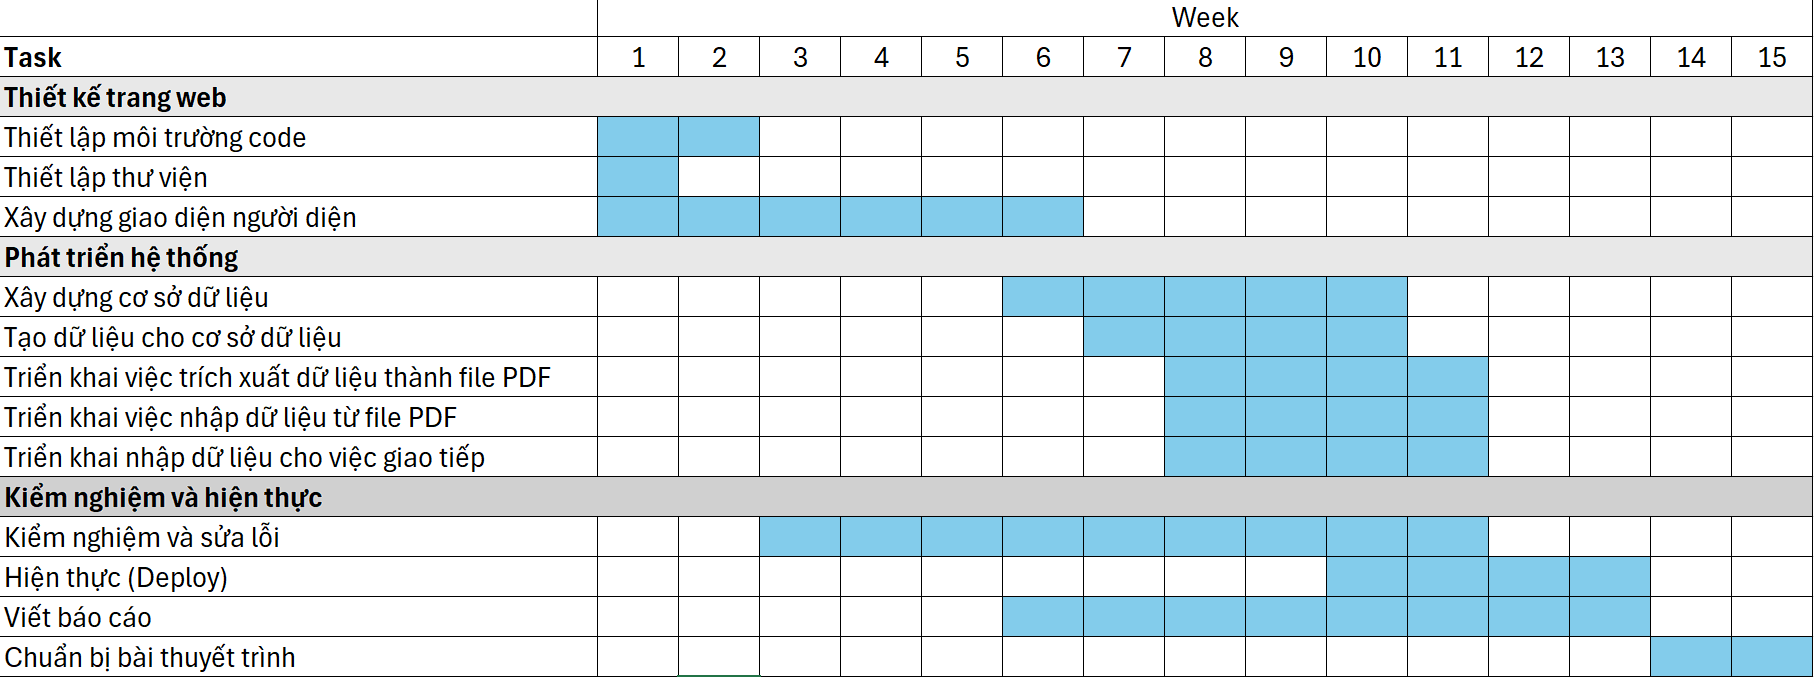 Week
Task 1 2 3 4 5 6 7 8 9 10 11 12 13 14 15
Thiết kế trang web
Thiết lập môi trường code
Thiết lập thư viện
Xây dựng giao diện người diện
Phát triển hệ thống
Xây dựng cơ sở dữ liệu
Tạo dữ liệu cho cơ sở dữ liệu
Triển khai việc trích xuất dữ liệu thành file PDF
Triển khai việc nhập dữ liệu từ file PDF
Triển khai nhập dữ liệu cho việc giao tiếp
Kiểm nghiệm và hiện thực
Kiểm nghiệm và sửa lỗi
Hiện thực (Deploy)
Viết báo cáo
Chuẩn bị bài thuyết trình